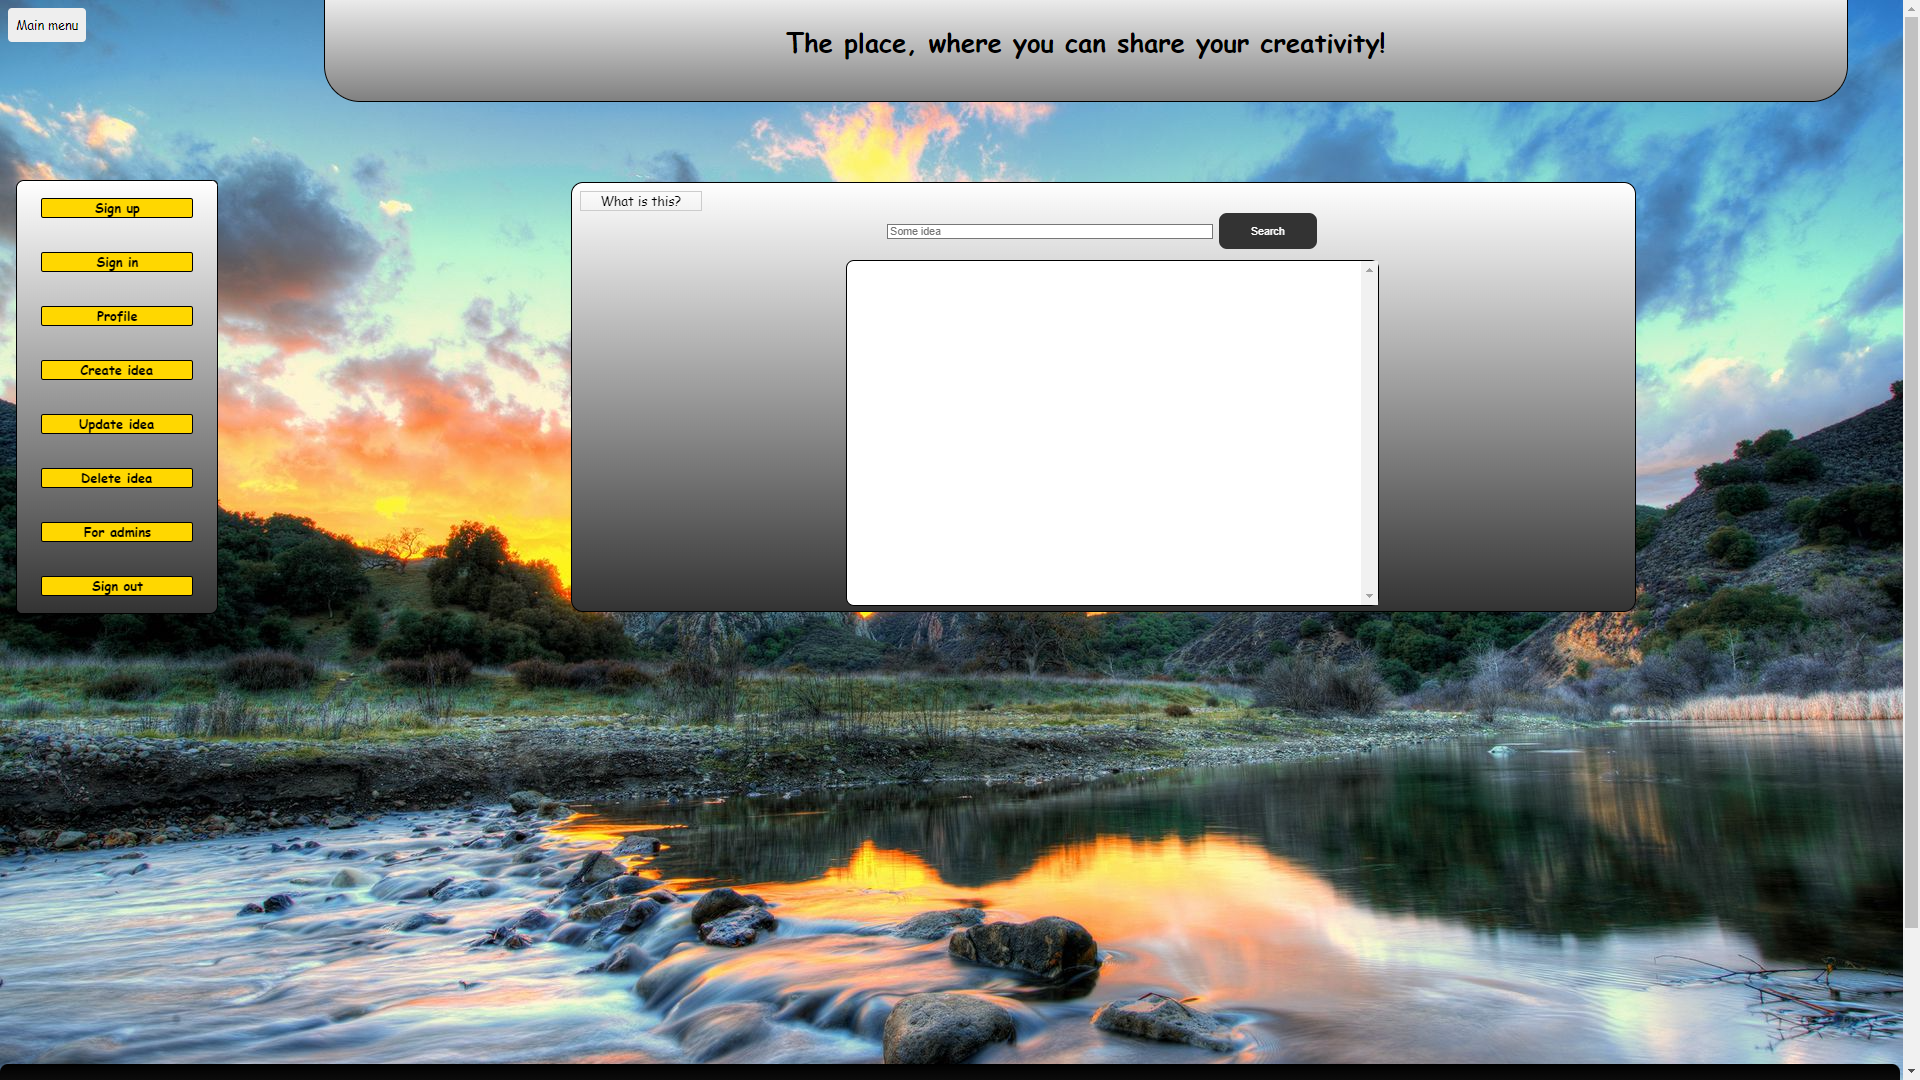 Main menu
The place, where you can share your creativity!
Sign up
Sign in
Profile
Create idea
Update idea
Delete idea
For admins
Sign out
What is this?
Some idea
Search